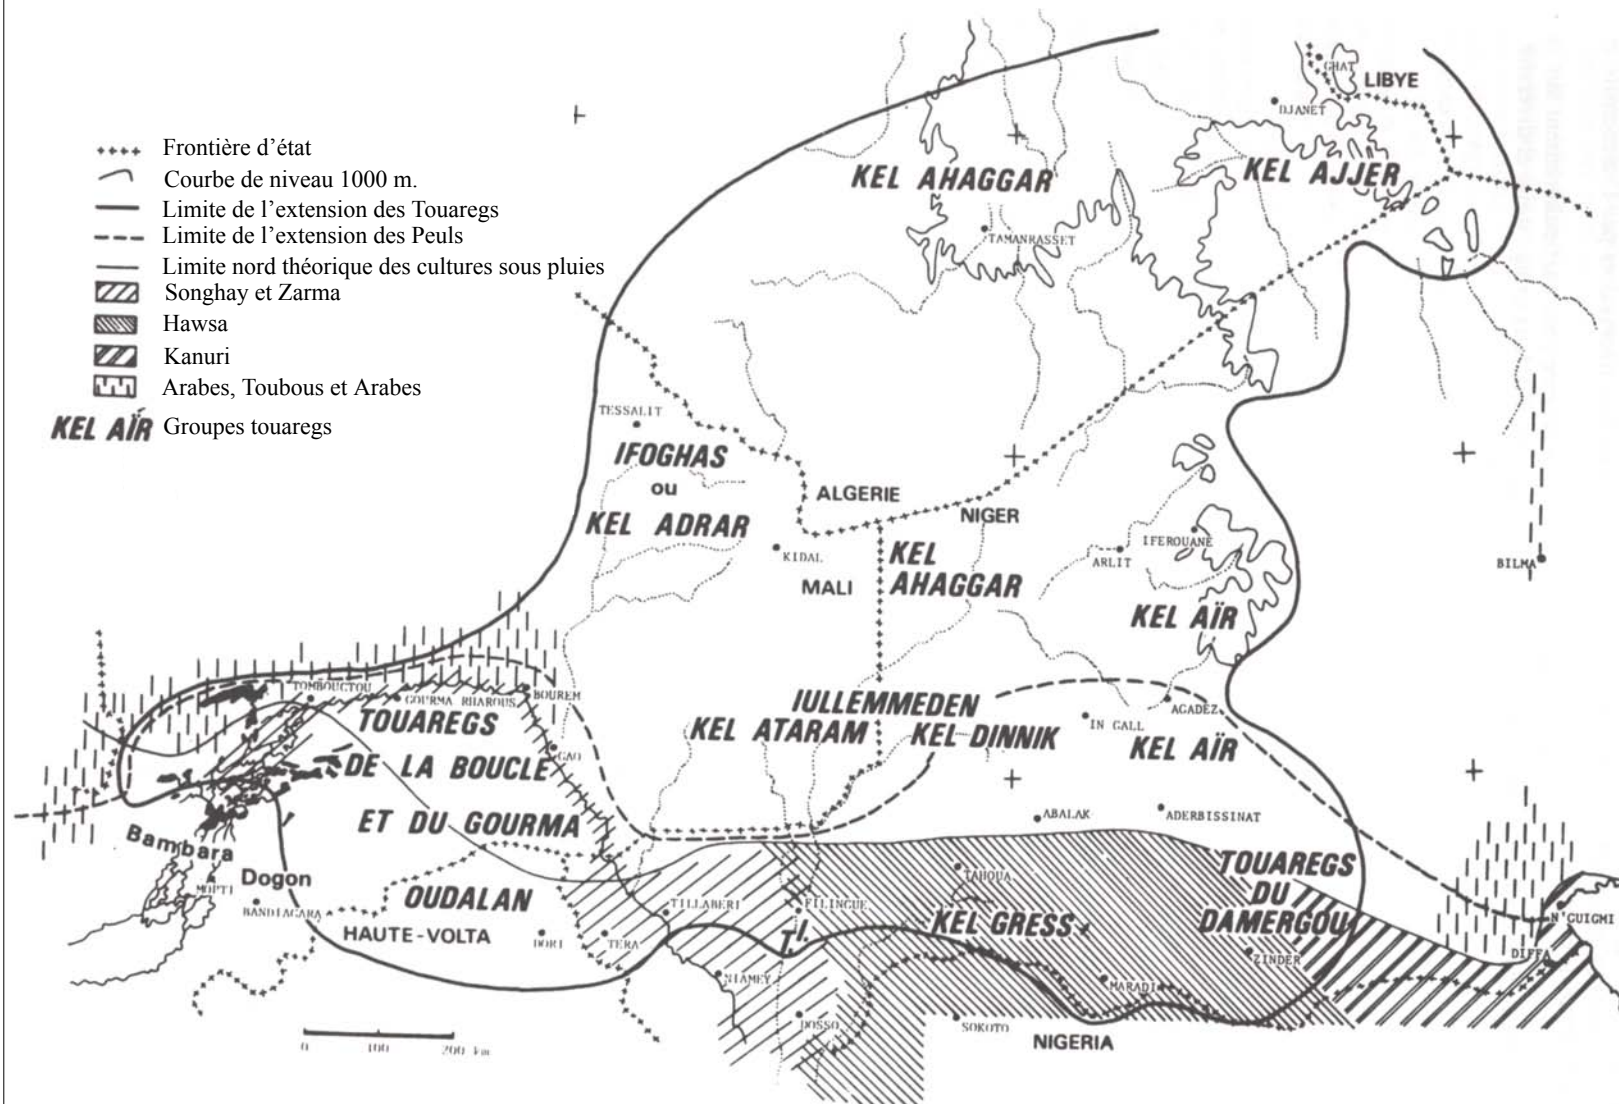 Frontière d'état
Courbe de niveau 1000 m.
Limite de l'extension des Touaregs
Limite de l'extension des Peuls
Limite nord théorique des cultures sous pluies
Songhay et Zarma
Hawsa
Kanuri
Arabes, Toubous et Arabes
KEL AÏR Groupes touaregs
GHAT
LIBYE
DJANET
KEL AHAGGAR
KEL AJJER
TAMANRASSET
TESSALIT
IFOGHAS
ou
KEL ADRAR
ALGERIE
NIGER
KIDAL
MALI
KEL
AHAGGAR
IFEROUANE
ARLIT
BILMA
KEL AÏR
TOMBOUCTOU
GOURMA RHAROUS
BOUREM
TOUAREGS
DE LA BOUCLE
ET DU GOURMA
GAO
IULLEMMEDEN
KEL ATARAM
KEL DINNIK
IN GALL
AGADEZ
KEL AÏR
ABALAK
ADERBISSINAT
Bambara
MOPTI
Dogon
BANDIAGARA
OUDALAN
HAUTE-VOLTA
DORI
TERA
TILLABERI
FILINGUE
T.I.
TAHOUA
KEL GRESS
TOUAREGS
DU
DAMERGOU
ZINDER
N'GUIGMI
DIFFA
NIAMEY
MARADI
DOSSO
SOKOTO
NIGERIA
0 100 200 km